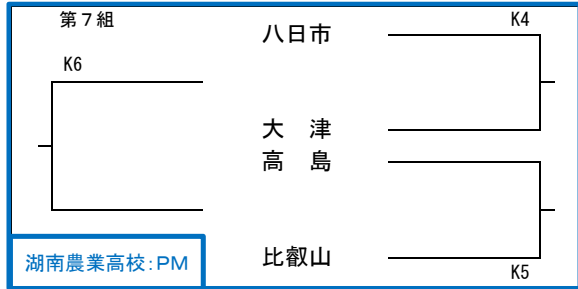 第７組
K4
八日市
K6
大　津
高　島
比叡山
K5
湖南農業高校：ＰＭ